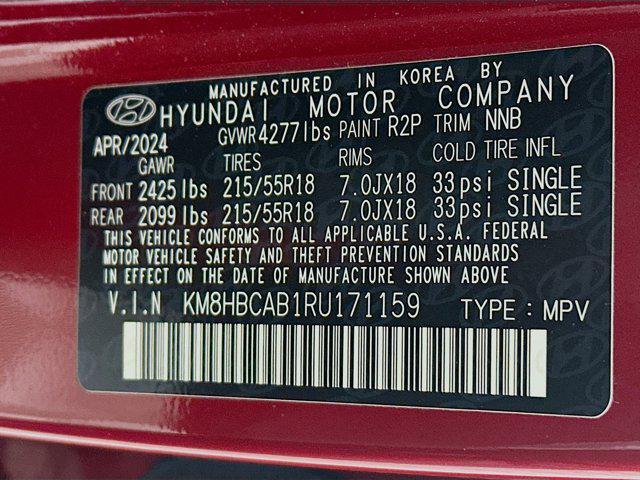 MANUFACTURED IN KOREA BY
HYUNDAI MOTOR COMPANY
APR/2024 GVWR 4277lbs PAINT R2P TRIM NNB
GAWR TIRES RIMS COLD TIRE INFL
FRONT 2425 lbs 215/55R18 7.0JX18 33psi SINGLE
REAR 2099 lbs 215/55R18 7.0JX18 33psi SINGLE
THIS VEHICLE CONFORMS TO ALL APPLICABLE U.S.A. FEDERAL
MOTOR VEHICLE SAFETY AND THEFT PREVENTION STANDARDS
IN EFFECT ON THE DATE OF MANUFACTURE SHOWN ABOVE
V.I.N KM8HBCAB1RU171159 TYPE : MPV